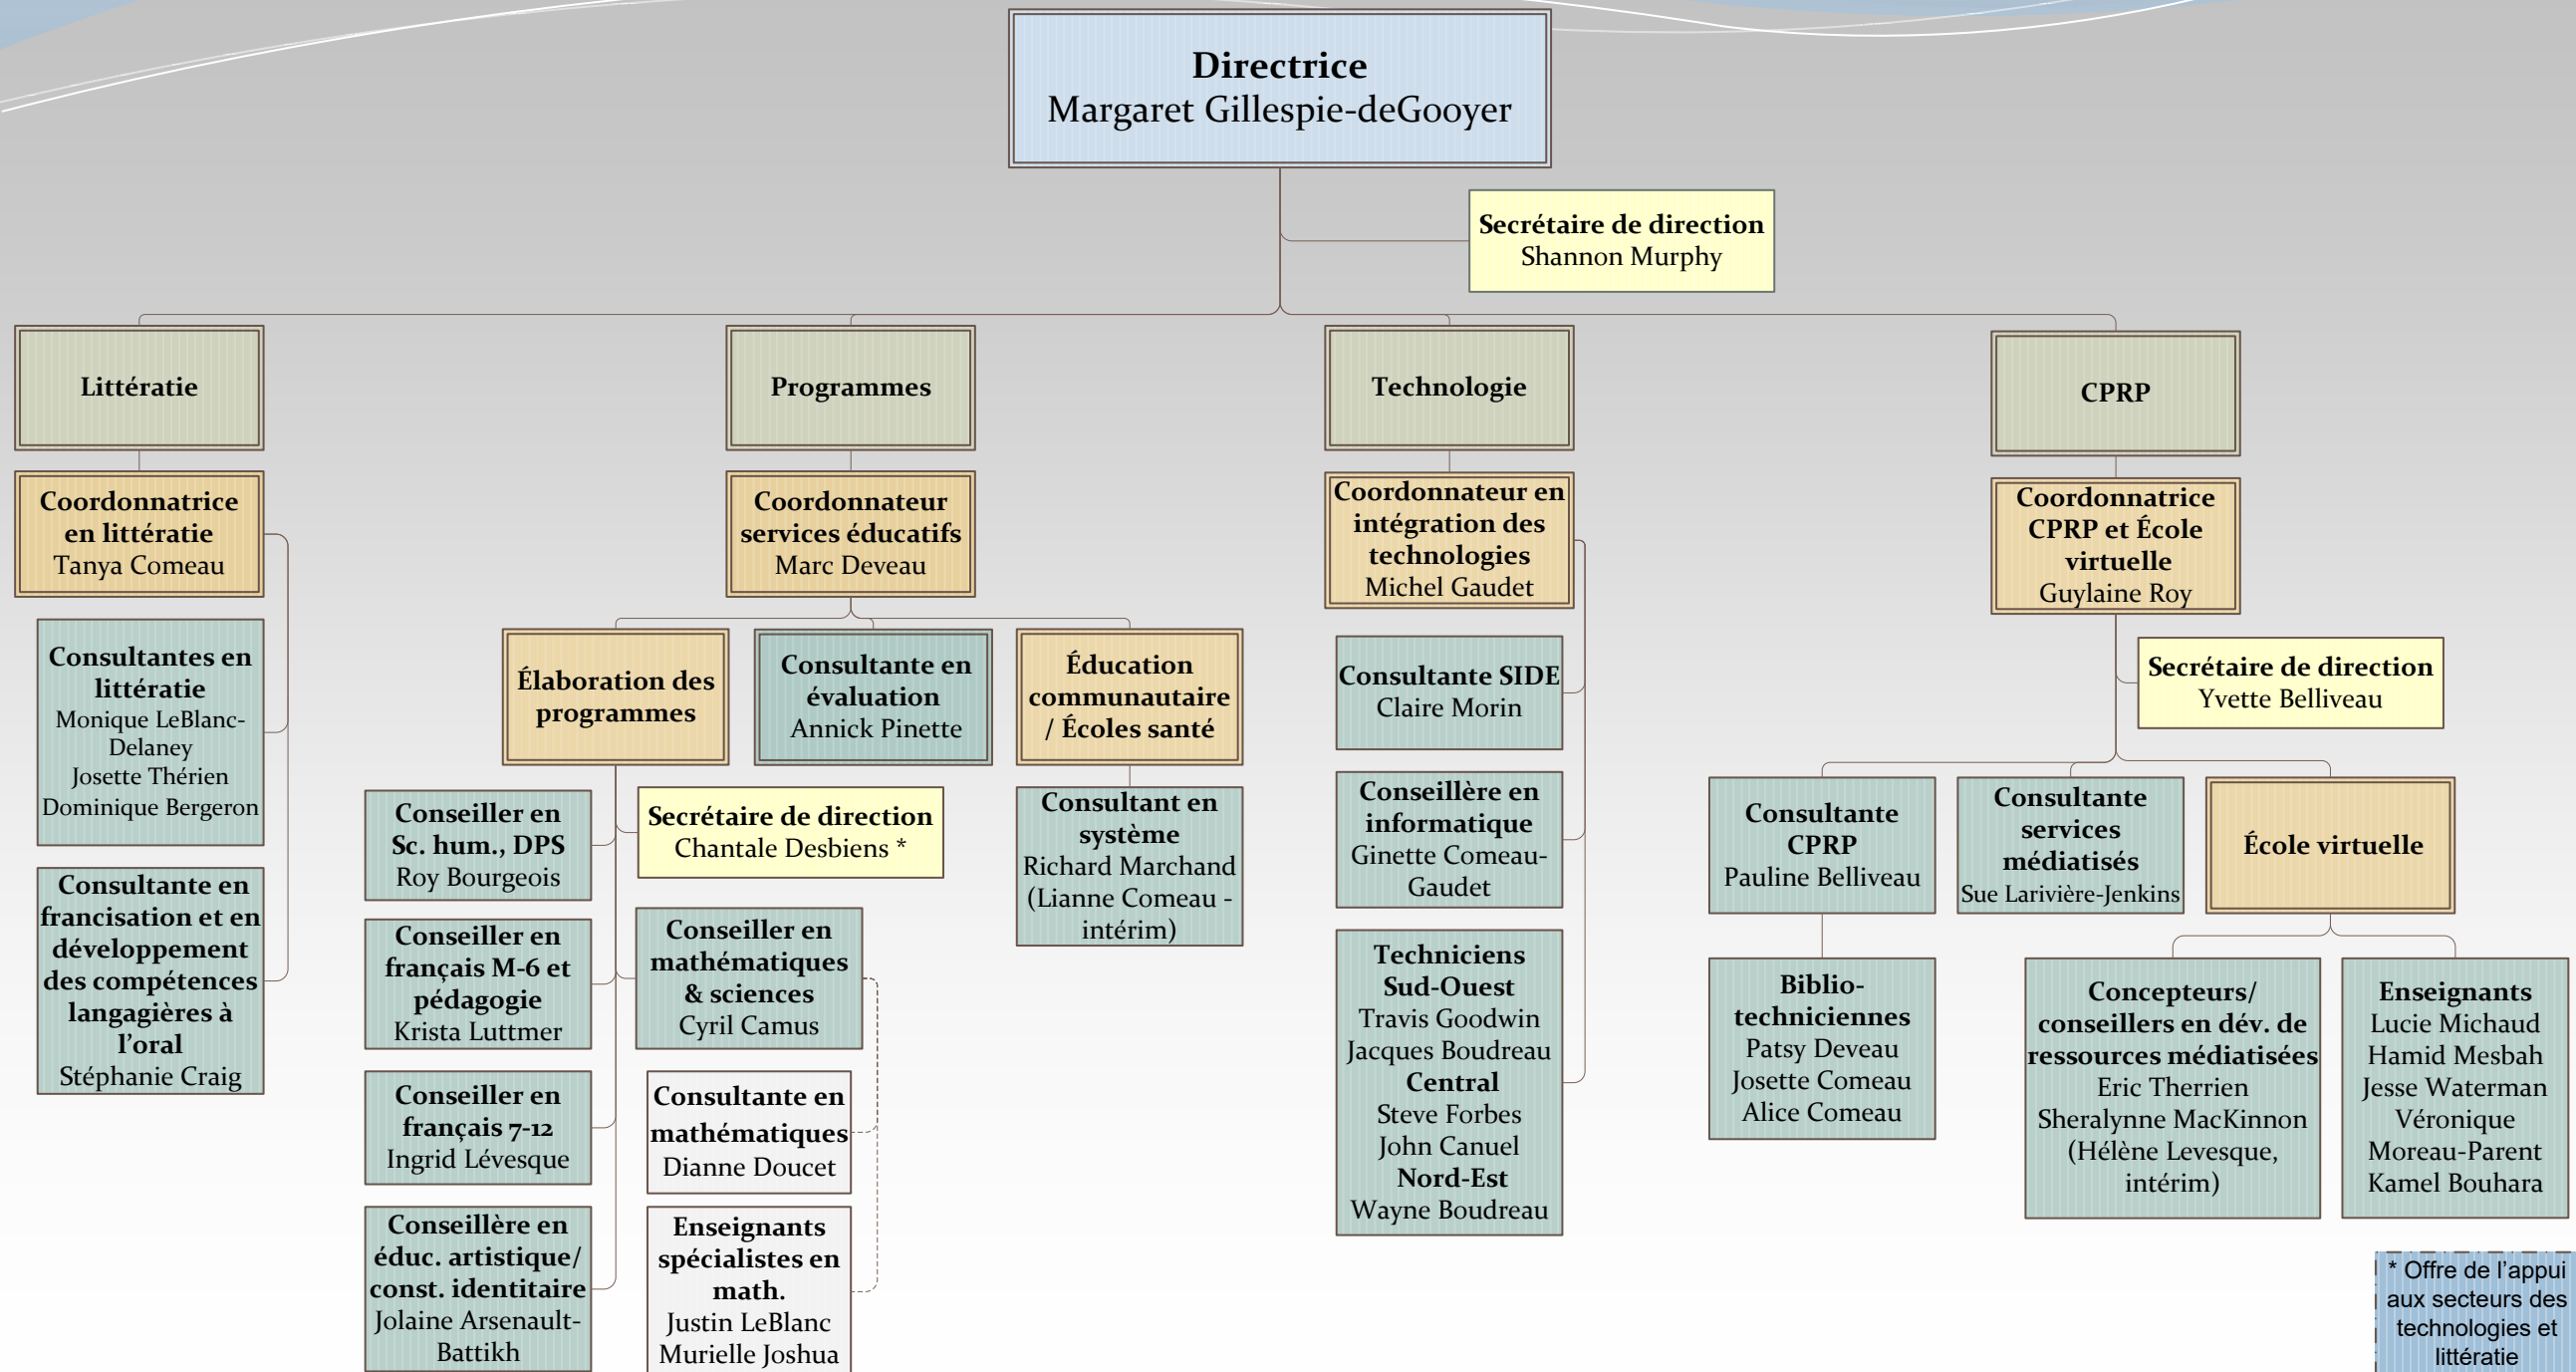 Directrice
Margaret Gillespie-deGooyer
Secrétaire de direction
Shannon Murphy
Littératie
Coordonnatrice
en littératie
Tanya Comeau
Consultantes en
littératie
Monique LeBlanc-
Delaney
Josette Thérien
Dominique Bergeron
Consultante en
francisation et en
développement
des compétences
langagières à
l'oral
Stéphanie Craig
Programmes
Coordonnateur
services éducatifs
Marc Deveau
Élaboration des
programmes
Conseiller en
Sc. hum., DPS
Roy Bourgeois
Conseiller en
français M-6 et
pédagogie
Krista Luttmer
Conseiller en
français 7-12
Ingrid Lévesque
Conseillère en
éduc. artistique/
const. identitaire
Jolaine Arsenault-
Battikh
Secrétaire de direction
Chantale Desbiens *
Conseiller en
mathématiques
& sciences
Cyril Camus
Consultante en
mathématiques
Dianne Doucet
Enseignants
spécialistes en
math.
Justin LeBlanc
Murielle Joshua
Consultante en
évaluation
Annick Pinette
Éducation
communautaire
/ Écoles santé
Consultant en
système
Richard Marchand
(Lianne Comeau -
intérim)
Technologie
Coordonnateur en
intégration des
technologies
Michel Gaudet
Consultante SIDE
Claire Morin
Conseillère en
informatique
Ginette Comeau-
Gaudet
Techniciens
Sud-Ouest
Travis Goodwin
Jacques Boudreau
Central
Steve Forbes
John Canuel
Nord-Est
Wayne Boudreau
CPRP
Coordonnatrice
CPRP et École
virtuelle
Guylaine Roy
Secrétaire de direction
Yvette Belliveau
Consultante
CPRP
Pauline Belliveau
Biblio-
techniciennes
Patsy Deveau
Josette Comeau
Alice Comeau
Consultante
services
médiatisés
Sue Larivière-Jenkins
École virtuelle
Concepteurs/
conseillers en dév. de
ressources médiatisées
Eric Therrien
Sheralynne MacKinnon
(Hélène Levesque,
intérim)
Enseignants
Lucie Michaud
Hamid Mesbah
Jesse Waterman
Véronique
Moreau-Parent
Kamel Bouhara
* Offre de l'appui
aux secteurs des
technologies et
littératie